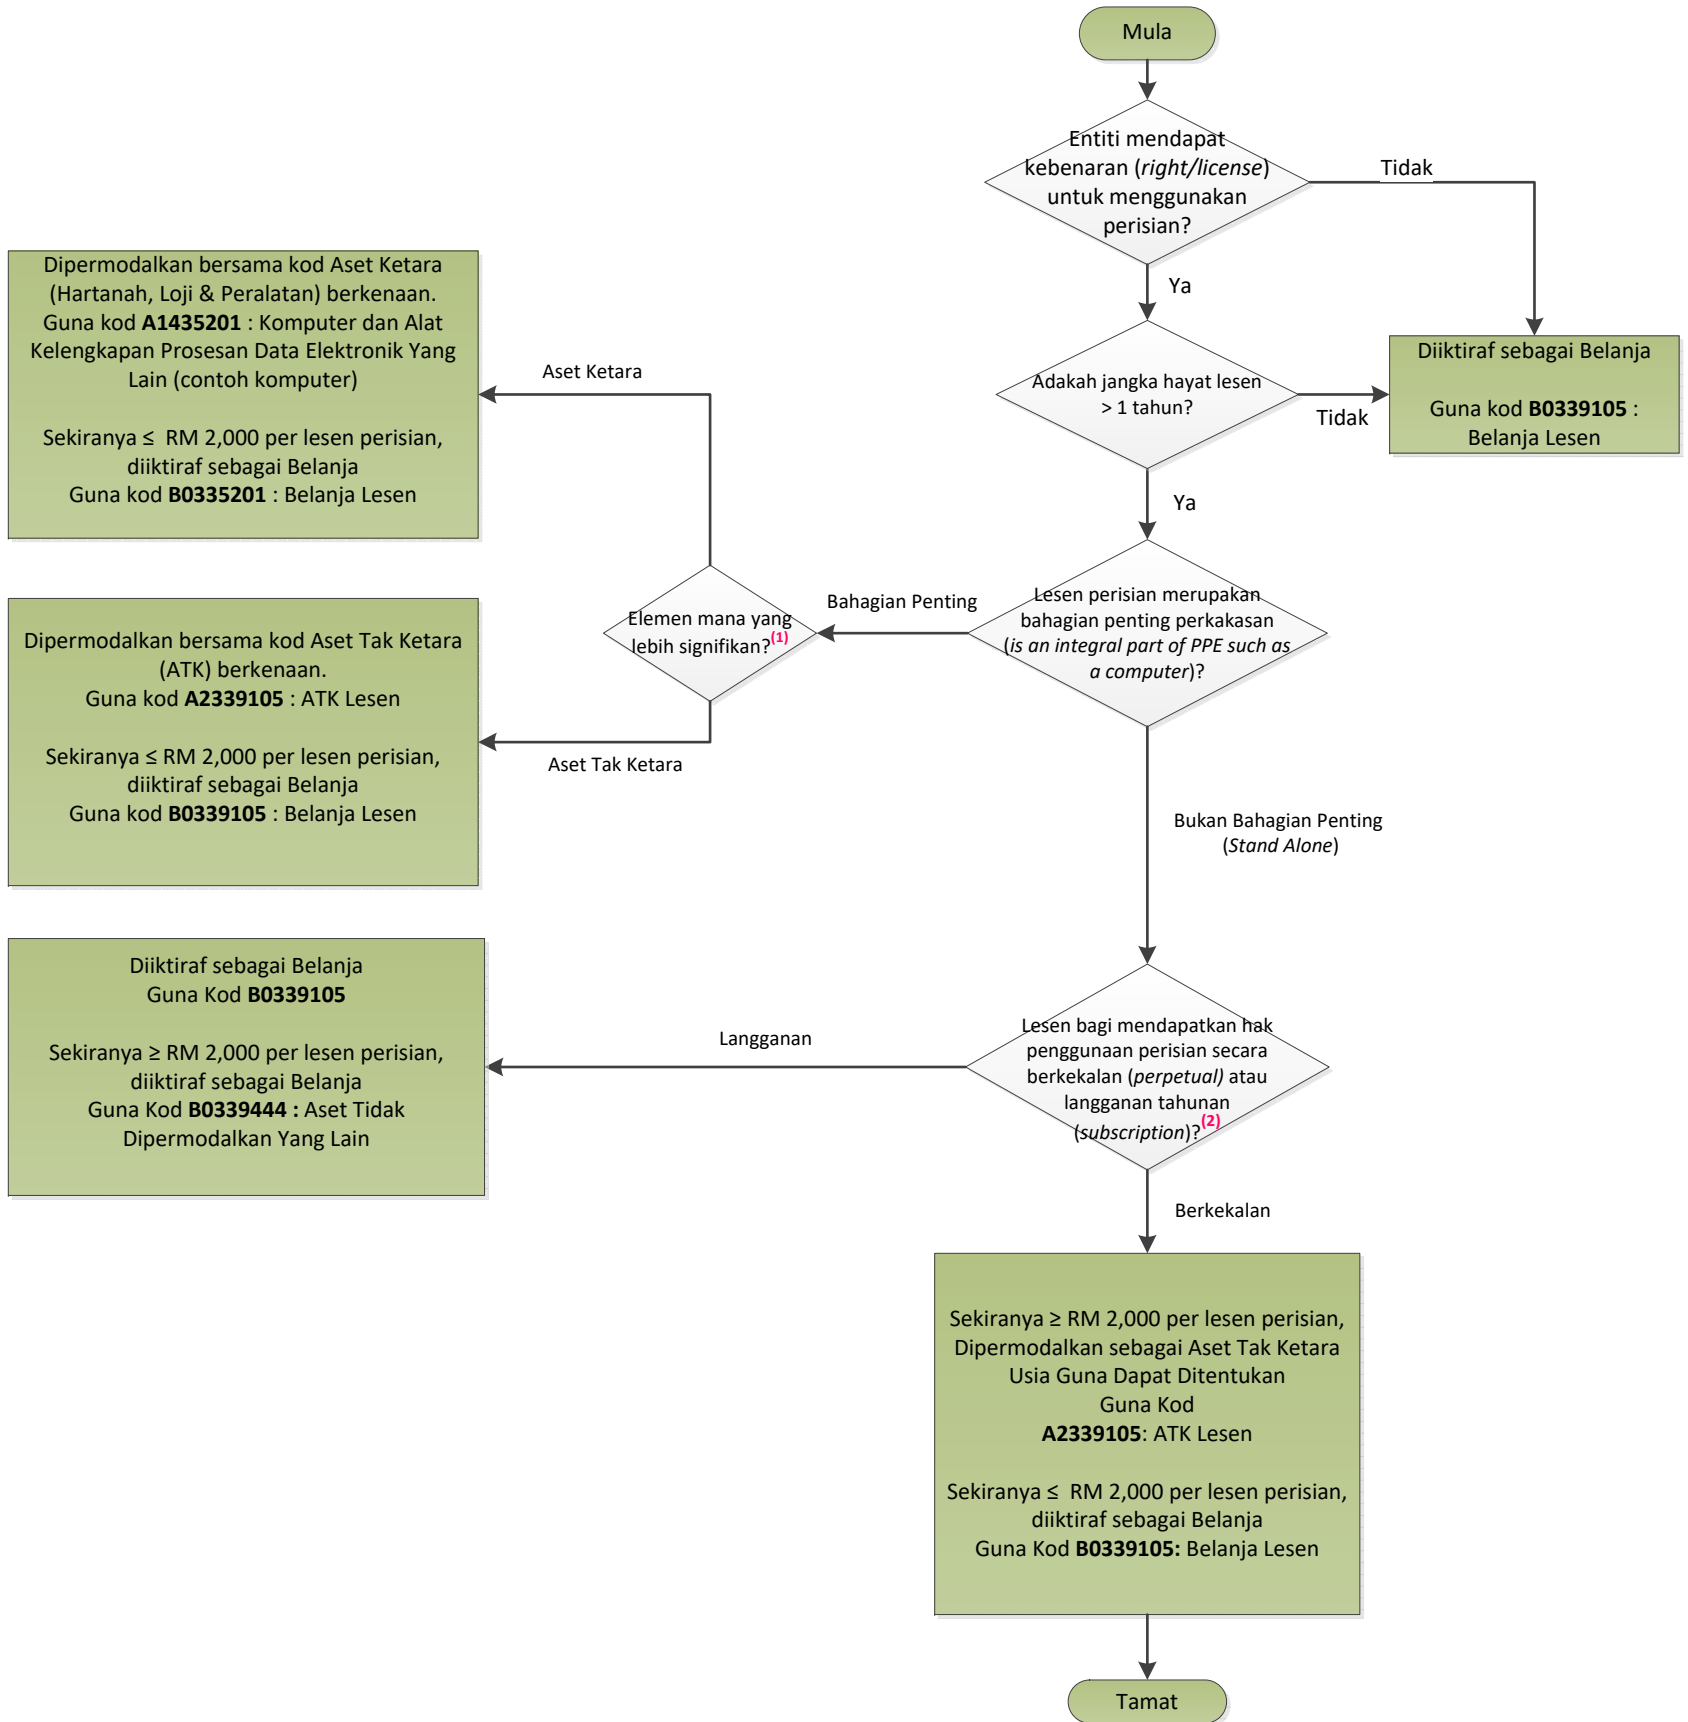 Mula
Entiti mendapat
kebenaran (right/license)
untuk menggunakan
perisian?
Tidak
Ya
Diiktiraf sebagai Belanja
Guna kod B0339105 :
Belanja Lesen
Adakah jangka hayat lesen
> 1 tahun?
Tidak
Ya
Dipermodalkan bersama kod Aset Ketara
(Hartanah, Loji & Peralatan) berkenaan.
Guna kod A1435201 : Komputer dan Alat
Kelengkapan Prosesan Data Elektronik Yang
Lain (contoh komputer)
Sekiranya ≤ RM 2,000 per lesen perisian,
diiktiraf sebagai Belanja
Guna kod B0335201 : Belanja Lesen
Aset Ketara
Lesen perisian merupakan
bahagian penting perkakasan
(is an integral part of PPE such as
a computer)?
Bahagian Penting
Elemen mana yang
lebih signifikan?(1)
Dipermodalkan bersama kod Aset Tak Ketara
(ATK) berkenaan.
Guna kod A2339105 : ATK Lesen
Sekiranya ≤ RM 2,000 per lesen perisian,
diiktiraf sebagai Belanja
Guna kod B0339105 : Belanja Lesen
Aset Tak Ketara
Bukan Bahagian Penting
(Stand Alone)
Diiktiraf sebagai Belanja
Guna Kod B0339105
Sekiranya ≥ RM 2,000 per lesen perisian,
diiktiraf sebagai Belanja
Guna Kod B0339444 : Aset Tidak
Dipermodalkan Yang Lain
Langganan
Lesen bagi mendapatkan hak
penggunaan perisian secara
berkekalan (perpetual) atau
langganan tahunan
(subscription)?(2)
Berkekalan
Sekiranya ≥ RM 2,000 per lesen perisian,
Dipermodalkan sebagai Aset Tak Ketara
Usia Guna Dapat Ditentukan
Guna Kod
A2339105: ATK Lesen
Sekiranya ≤ RM 2,000 per lesen perisian,
diiktiraf sebagai Belanja
Guna Kod B0339105: Belanja Lesen
Tamat